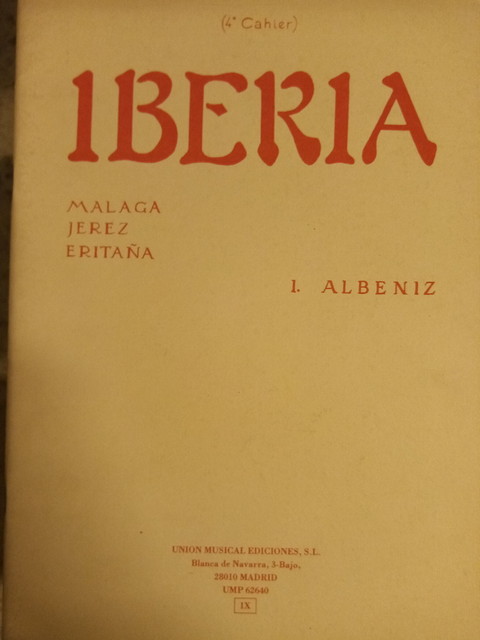 (4º Cahier)
IBERIA
MALAGA
JEREZ
ERITAÑA
I. ALBENIZ
UNION MUSICAL EDICIONES, S.L.
Blanca de Navarra, 3-Bajo,
28010 MADRID
UMP 62640
IX